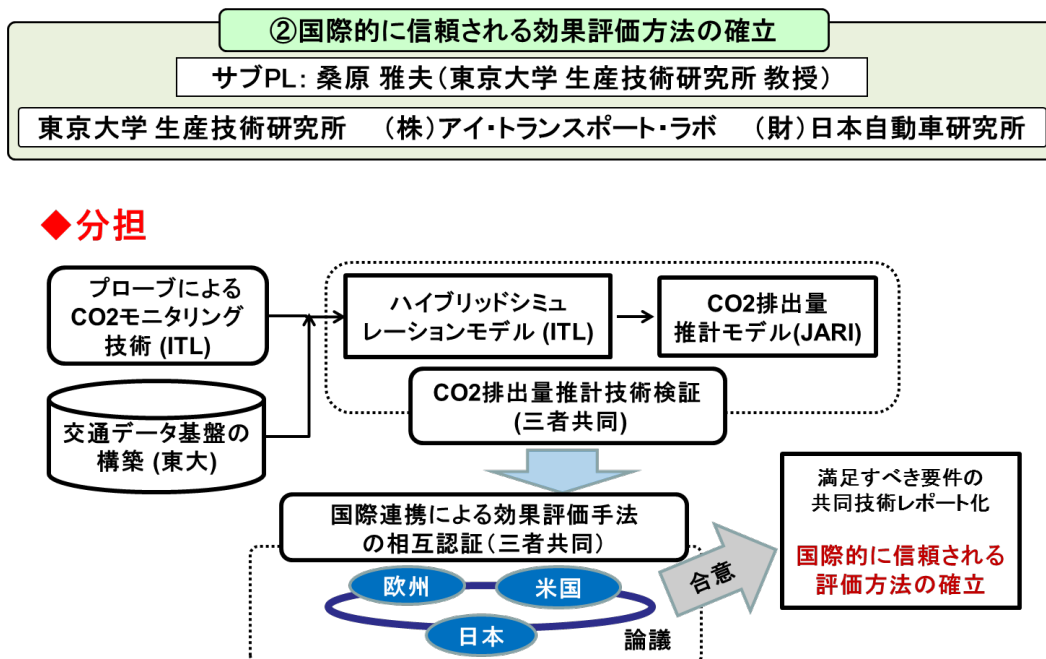 ②国際的に信頼される効果評価方法の確立
サブPL: 桑原 雅夫(東京大学 生産技術研究所 教授)
東京大学 生産技術研究所 (株)アイ・トランスポート・ラボ (財)日本自動車研究所
◆分担
プローブによる
CO2モニタリング
技術 (ITL)
ハイブリッドシミュ
レーションモデル (ITL)
CO2排出量
推計モデル(JARI)
CO2排出量推計技術検証
(三者共同)
交通データ基盤の
構築 (東大)
国際連携による効果評価手法
の相互認証(三者共同)
欧州
米国
日本
論議
合意
満足すべき要件の
共同技術レポート化
国際的に信頼される
評価方法の確立